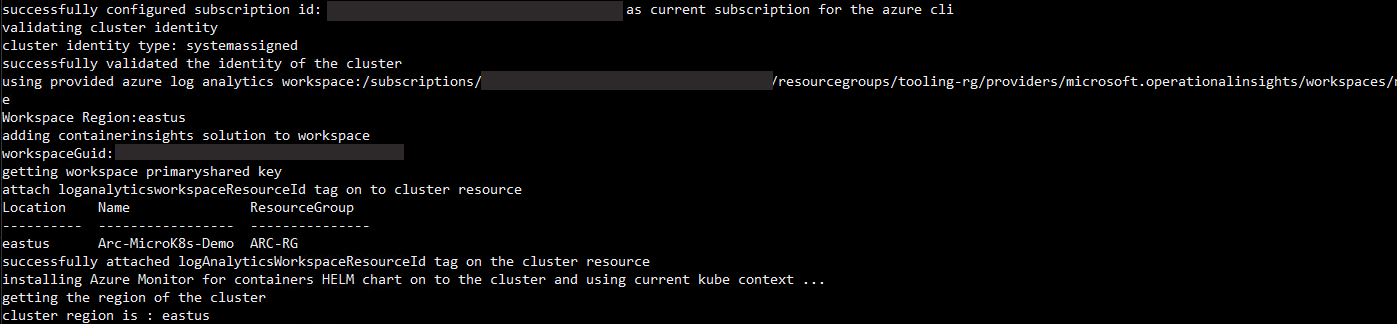 successfully configured subscription id: as current subscription for the azure cli
validating cluster identity
cluster identity type: systemassigned
successfully validated the identity of the cluster
using provided azure log analytics workspace:/subscriptions/ /resourcegroups/tooling-rg/providers/microsoft.operationalinsights/workspaces/
e
Workspace Region:eastus
adding containerinsights solution to workspace
workspaceGuid:
getting workspace primaryshared key
attach loganalyticsworkspaceResourceId tag on to cluster resource
Location    Name               ResourceGroup
----------  -----------------  ---------------
eastus      Arc-MicroK8s-Demo  ARC-RG
successfully attached logAnalyticsWorkspaceResourceId tag on the cluster resource
installing Azure Monitor for containers HELM chart on to the cluster and using current kube context ...
getting the region of the cluster
cluster region is : eastus